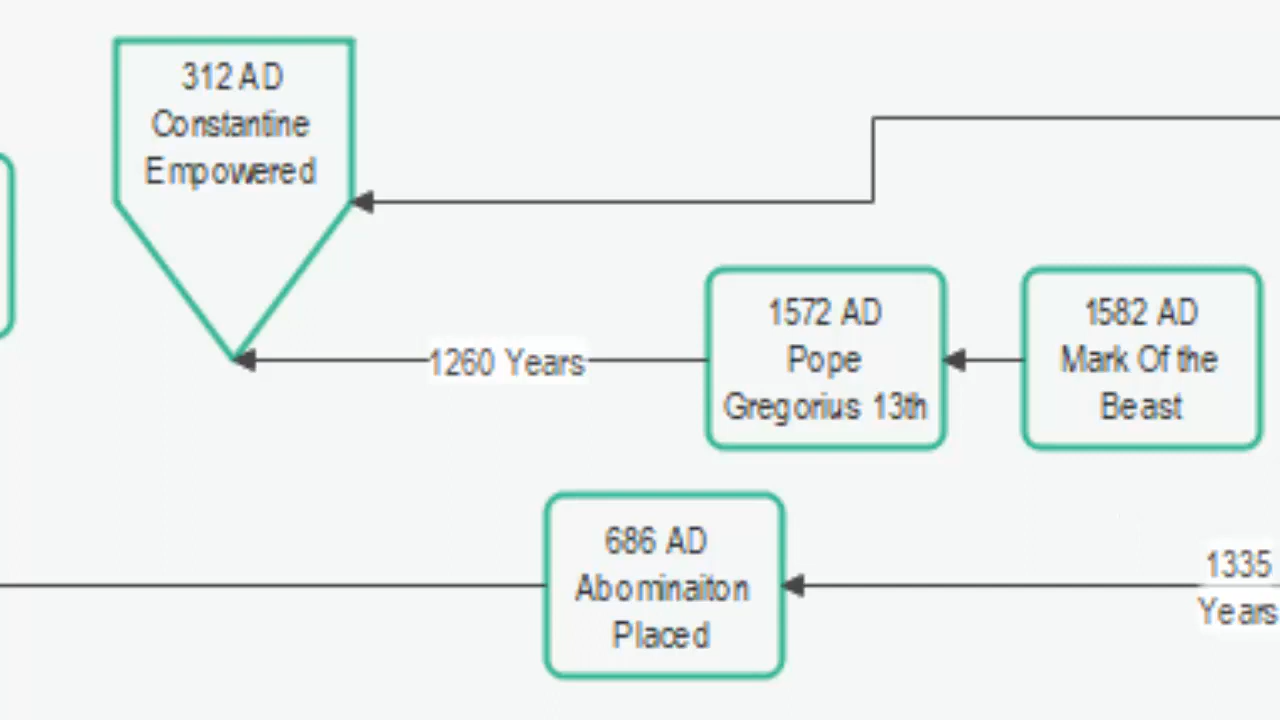 312 AD
Constantine
Empowered
1260 Years
1572 AD
Pope
Gregorius 13th
1582 AD
Mark Of the
Beast
686 AD
Abominaiton
Placed
1335
Years